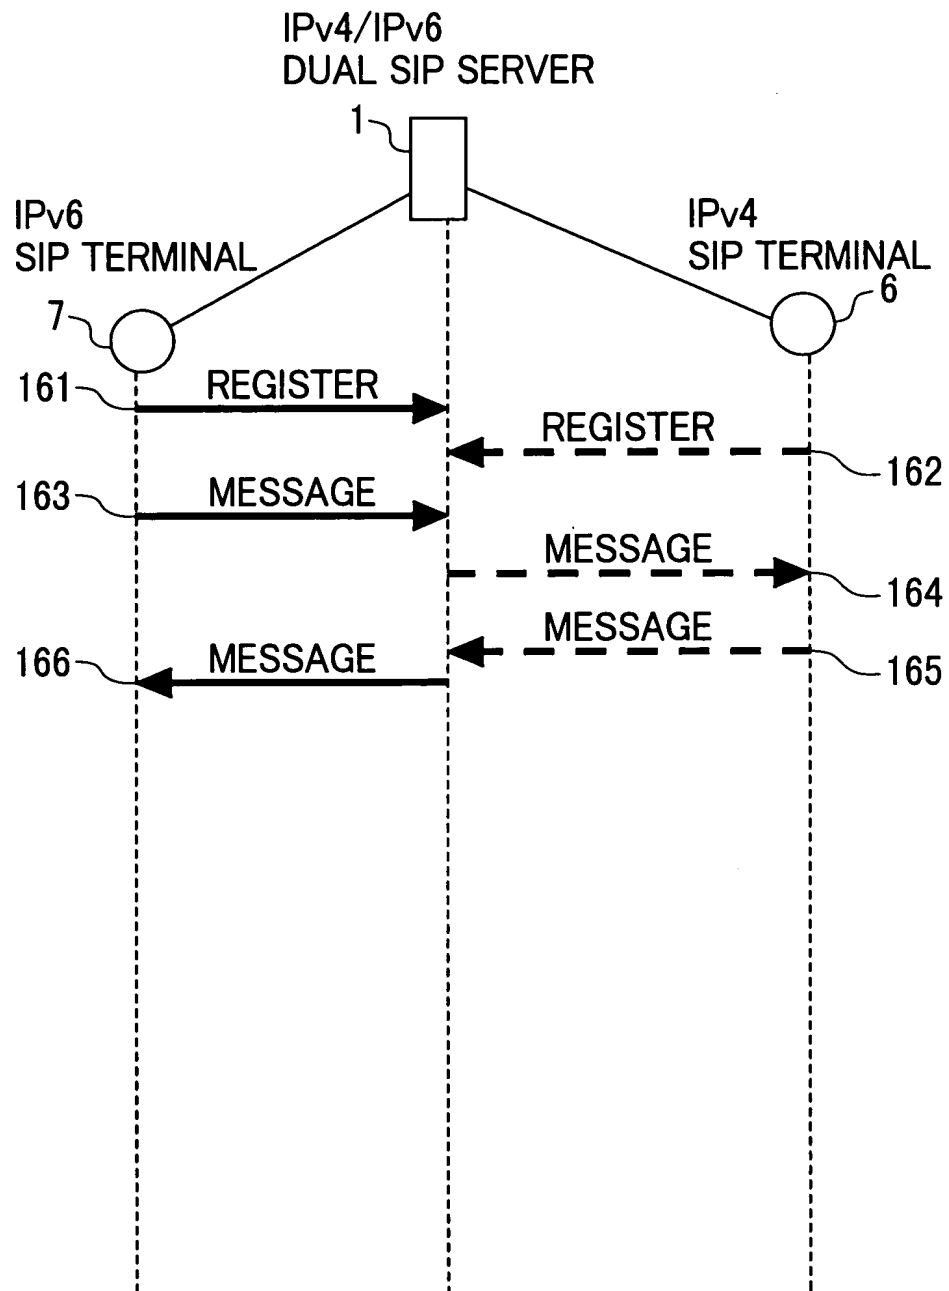 IPv4/IPv6
DUAL SIP SERVER
1
IPv6
SIP TERMINAL
IPv4
SIP TERMINAL
7
6
161
REGISTER
REGISTER
162
163
MESSAGE
MESSAGE
164
MESSAGE
165
166
MESSAGE